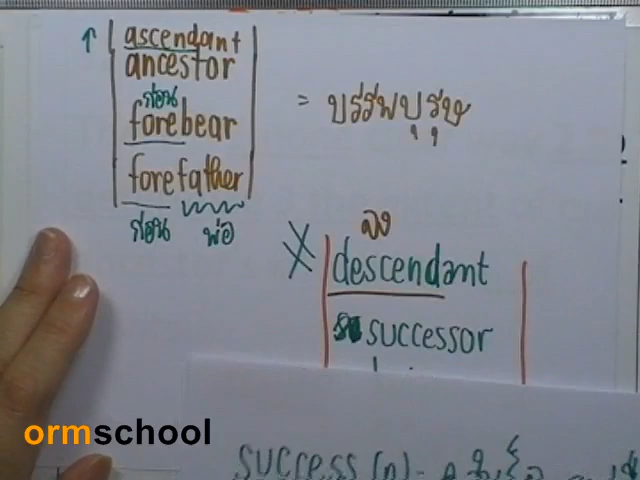 ↑ ascendant
ancestor
ก่อน
forebear
= บรรพบุรุษ
forefather
ก่อน พ่อ
ลง
descendant
successor
ormschool
success (n)